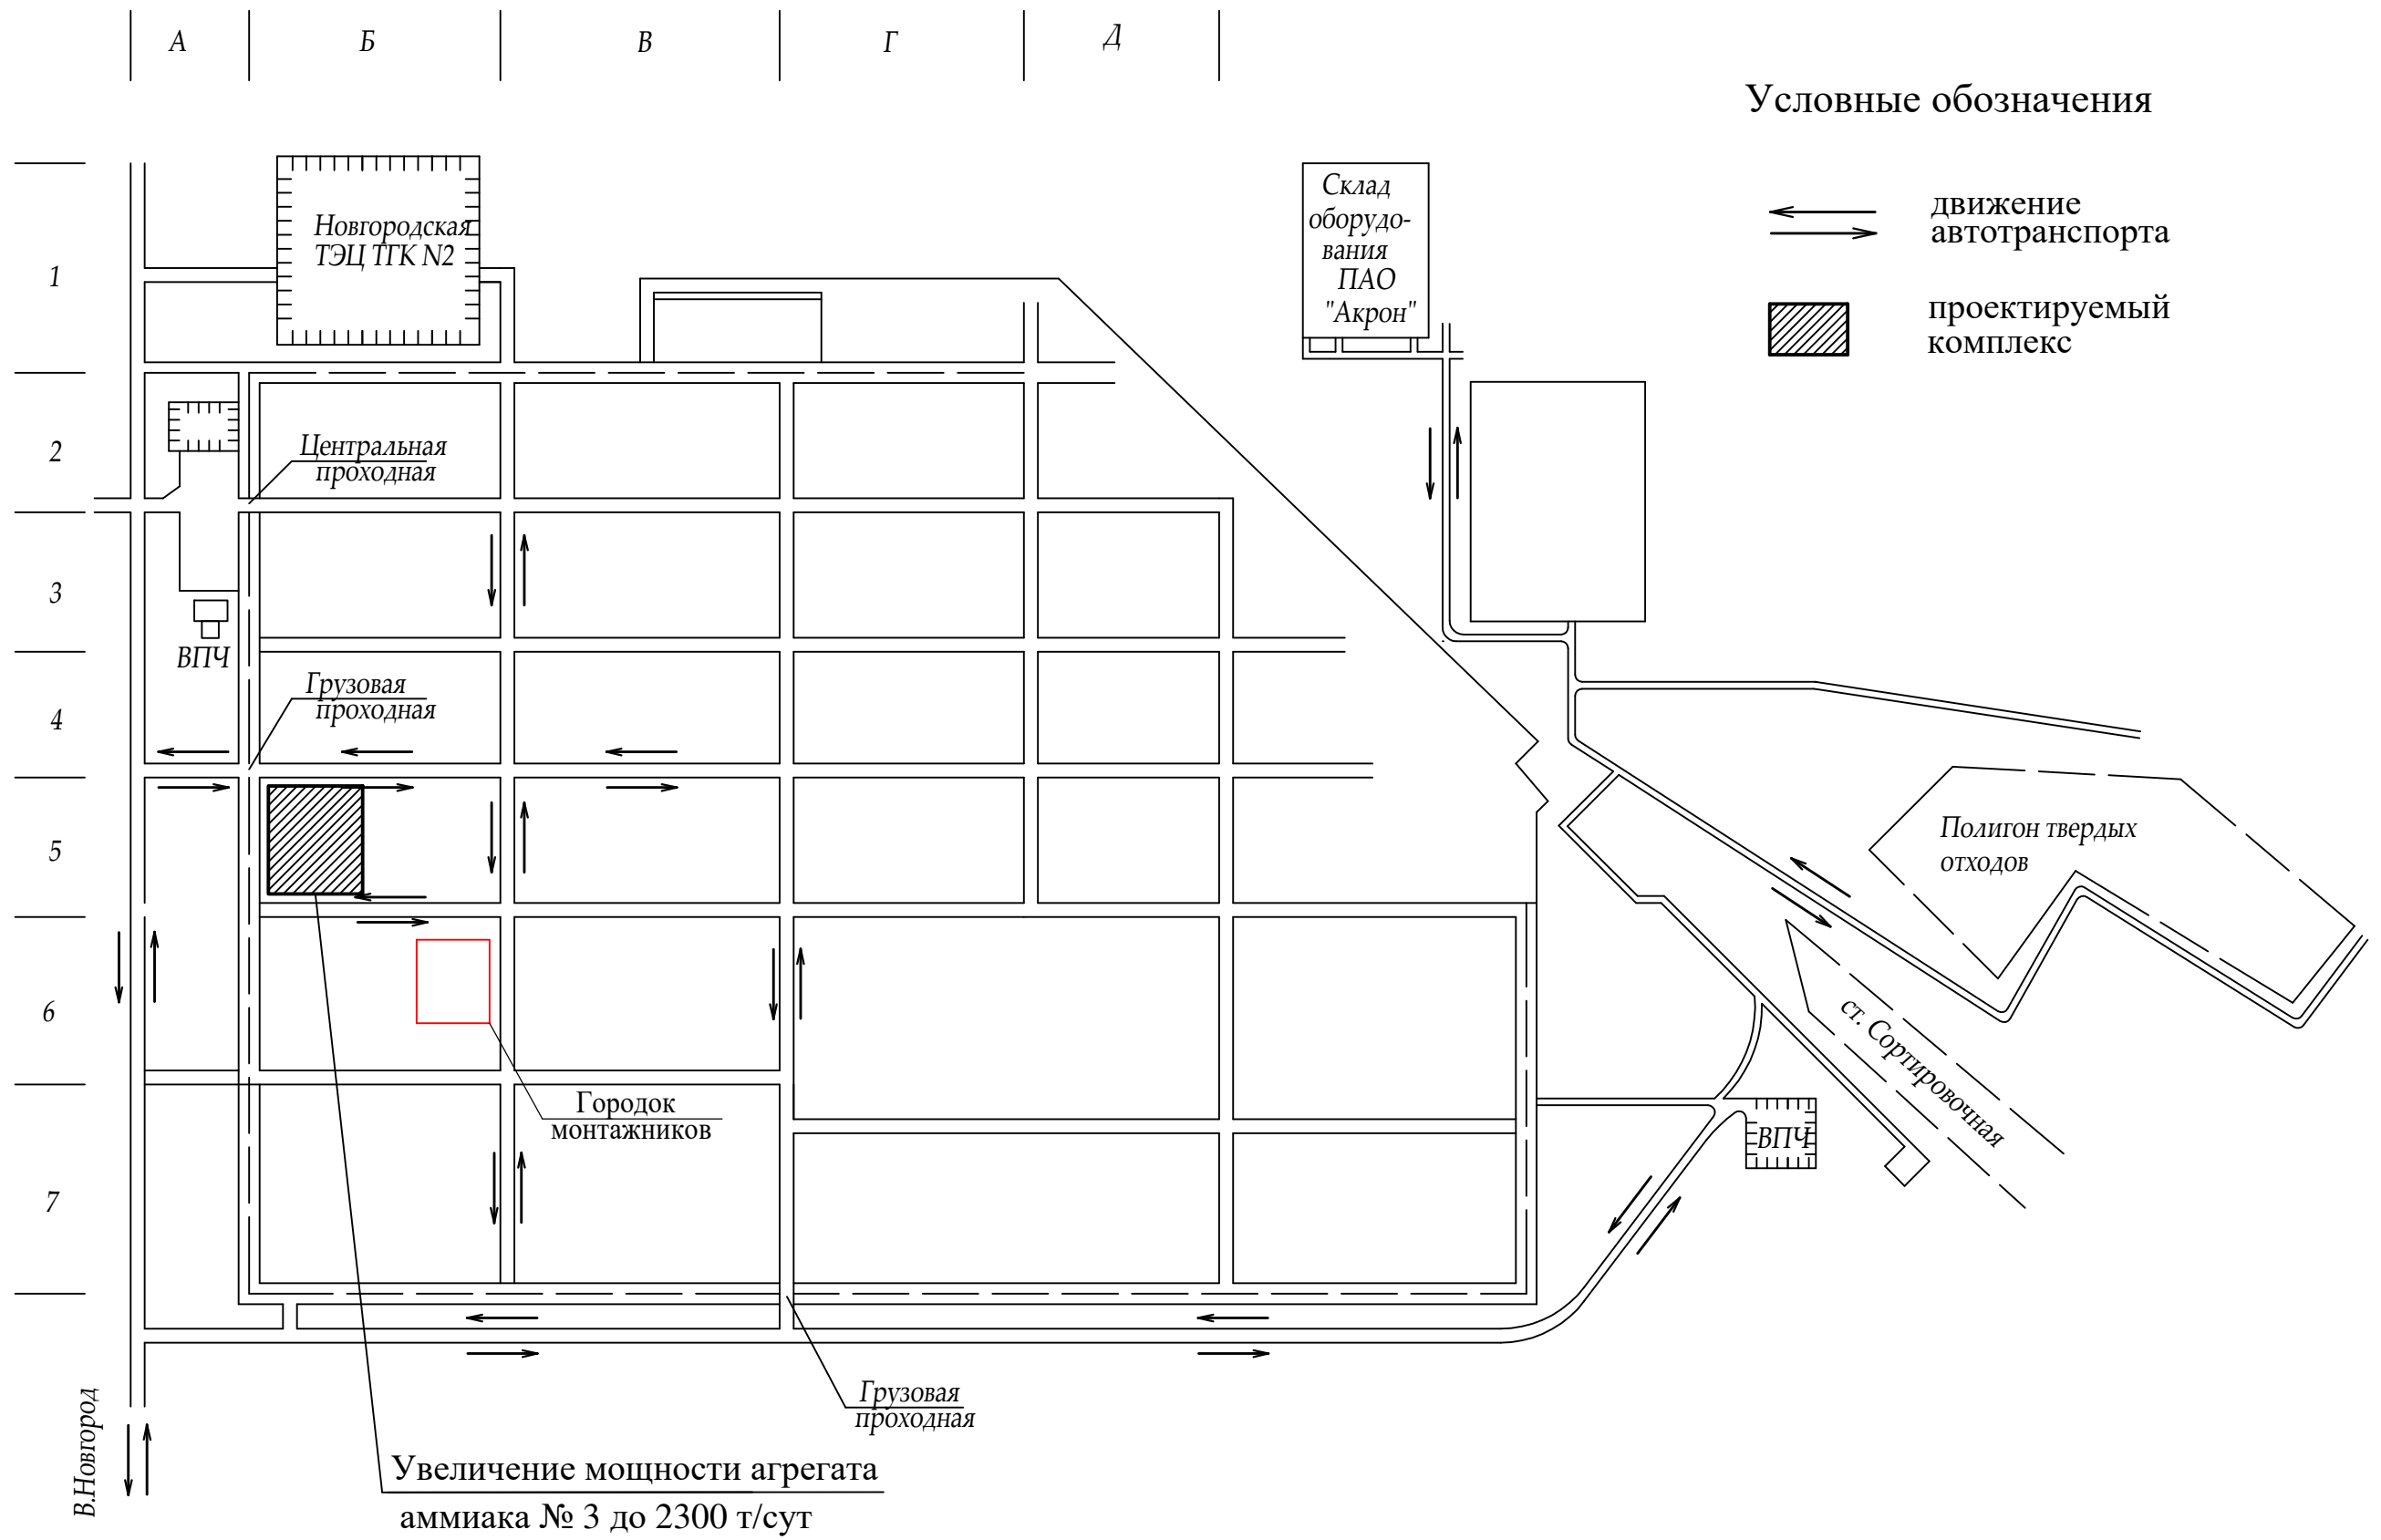 А
Б
В
Г
Д
Условные обозначения
движение
автотранспорта
проектируемый
комплекс
1
2
3
4
5
6
7
Новгородская
ТЭЦ ТГК N2
Склад
оборудо-
вания
ПАО
"Акрон"
Центральная
проходная
ВПЧ
Грузовая
проходная
Полигон твердых
отходов
ст. Сортировочная
Городок
монтажников
ВПЧ
Грузовая
проходная
В.Новгород
Увеличение мощности агрегата
аммиака № 3 до 2300 т/сут